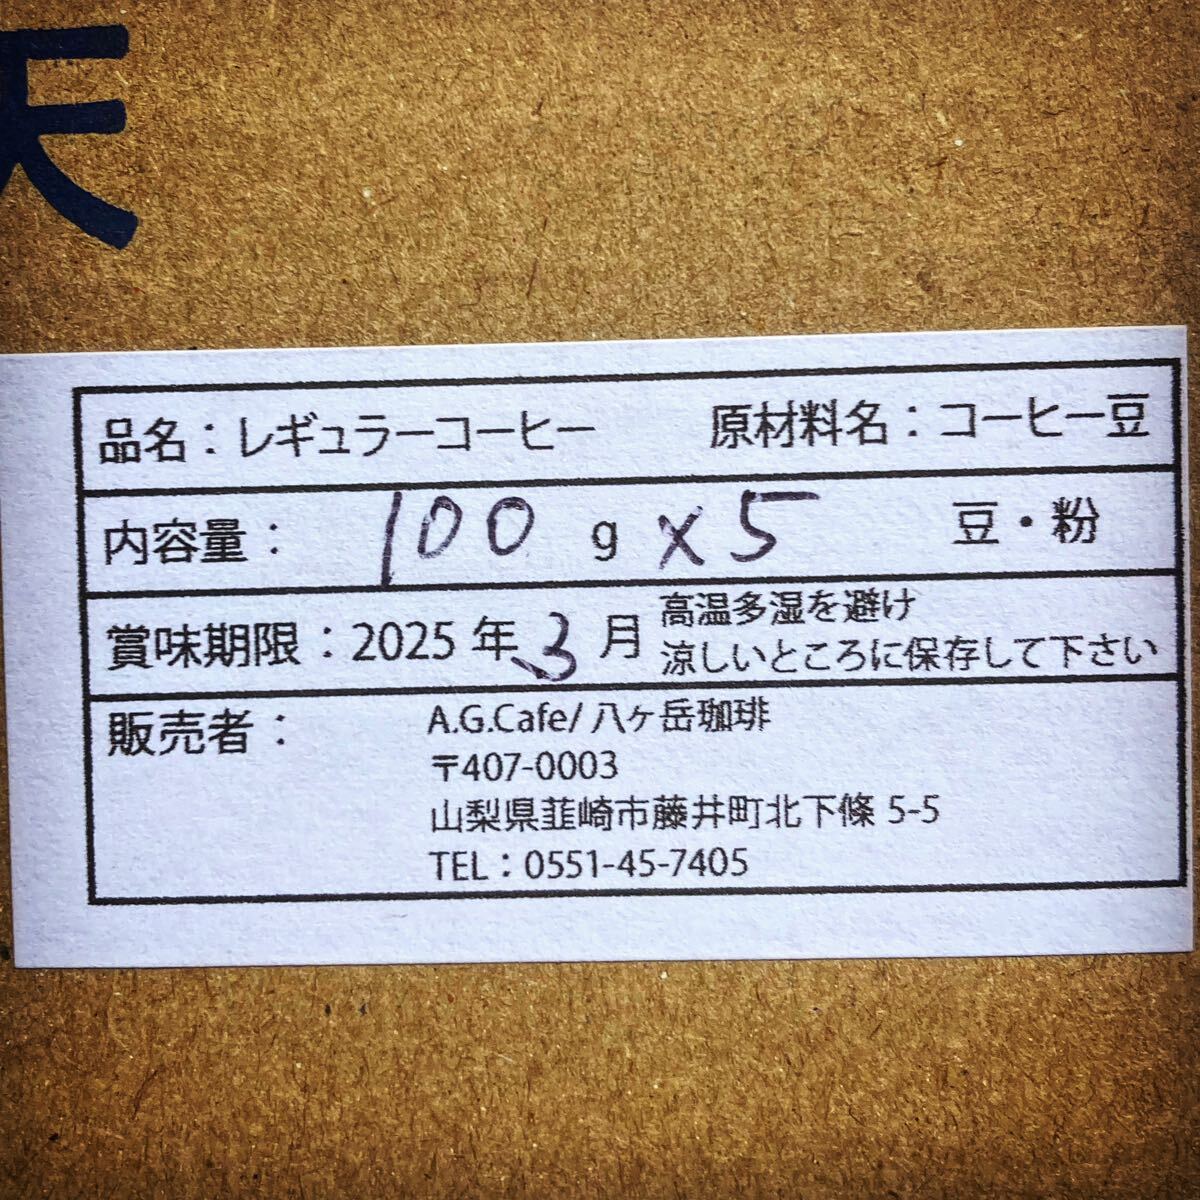 品名：レギュラーコーヒー 原材料名：コーヒー豆
内容量： 100 g ×5 豆・粉
賞味期限：2025 年 3 月 高温多湿を避け
涼しいところに保存して下さい
販売者： A.G.Cafe/ 八ヶ岳珈琲
〒407-0003
山梨県韮崎市藤井町北下條 5-5
TEL：0551-45-7405